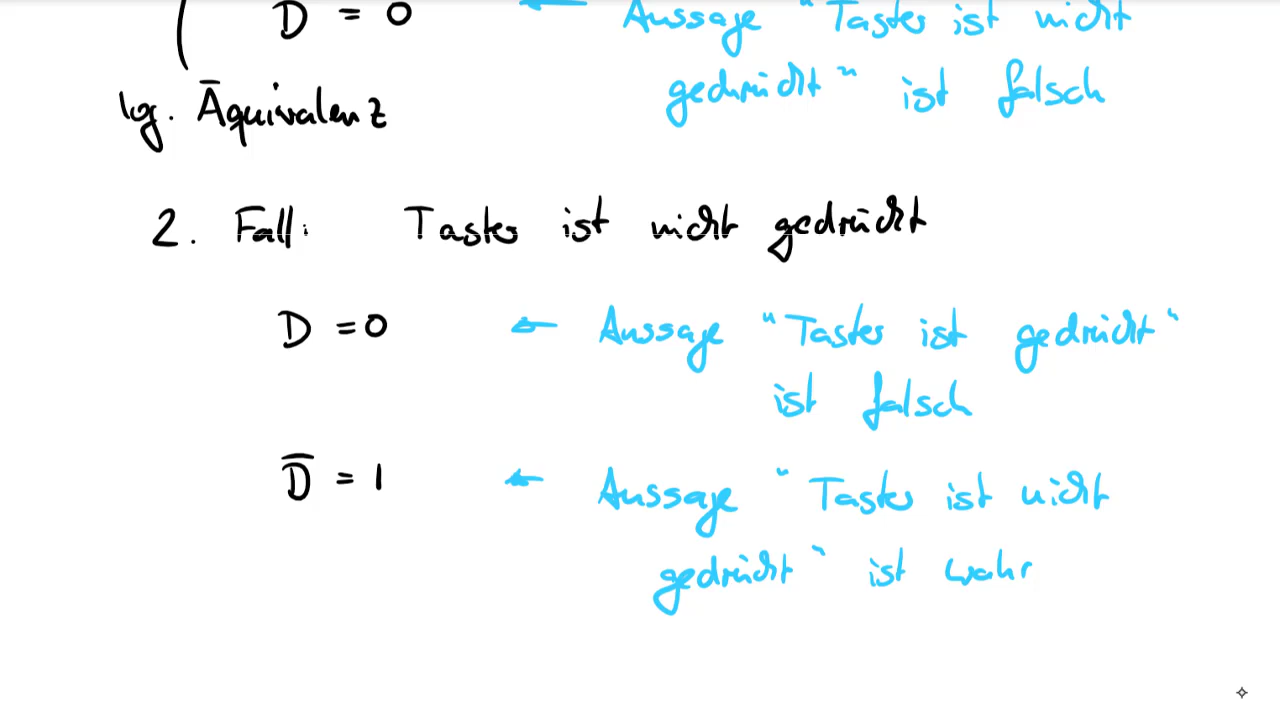 D = 0 ← Aussage "Taster ist nicht
gedrückt" ist falsch
log. Äquivalenz
2. Fall: Taster ist nicht gedrückt
D = 0 ← Aussage "Taster ist gedrückt"
ist falsch
D̅ = 1 ← Aussage "Taster ist nicht
gedrückt" ist wahr